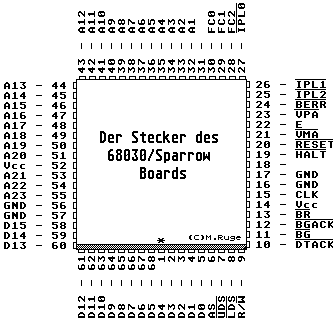 A12 A11 A10 A9 A8 A7 A6 A5 A4 A3 A2 A1 FC0 FC1 FC2 IPL0
43 42 41 40 39 38 37 36 35 34 33 32 31 30 29 28 27
A13 - 44
A14 - 45
A15 - 46
A16 - 47
A17 - 48
A18 - 49
A19 - 50
A20 - 51
Vcc - 52
A21 - 53
A22 - 54
A23 - 55
GND - 56
GND - 57
D15 - 58
D14 - 59
D13 - 60
Der Stecker des
68030/Sparrow
Boards
* (C)M.Ruge
26 - IPL1
25 - IPL2
24 - BERR
23 - VPA
22 - E
21 - VMA
20 - RESET
19 - HALT
18
17 - GND
16 - GND
15 - CLK
14 - Vcc
13 - BR
12 - BGACK
11 - BG
10 - DTACK
61 62 63 64 65 66 67 68 1 2 3 4 5 6 7 8 9
D12 D11 D10 D9 D8 D7 D6 D5 D4 D3 D2 D1 D0 AS UDS LDS R/W